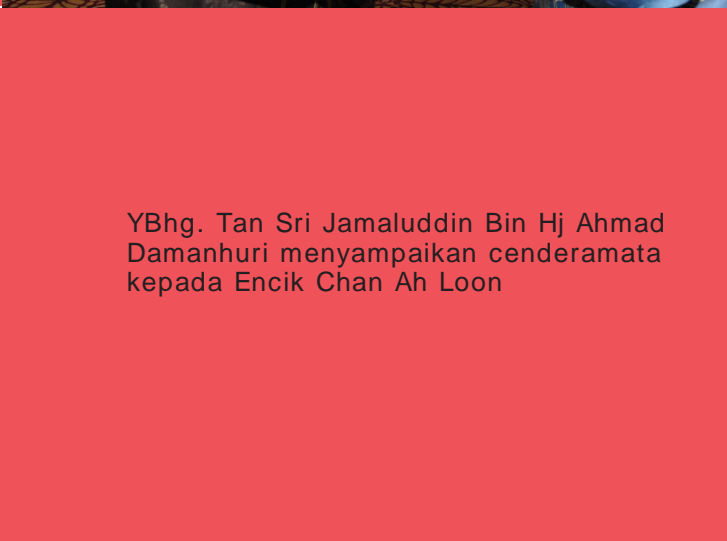 YBhg. Tan Sri Jamaluddin Bin Hj Ahmad
Damanhuri menyampaikan cenderamata
kepada Encik Chan Ah Loon